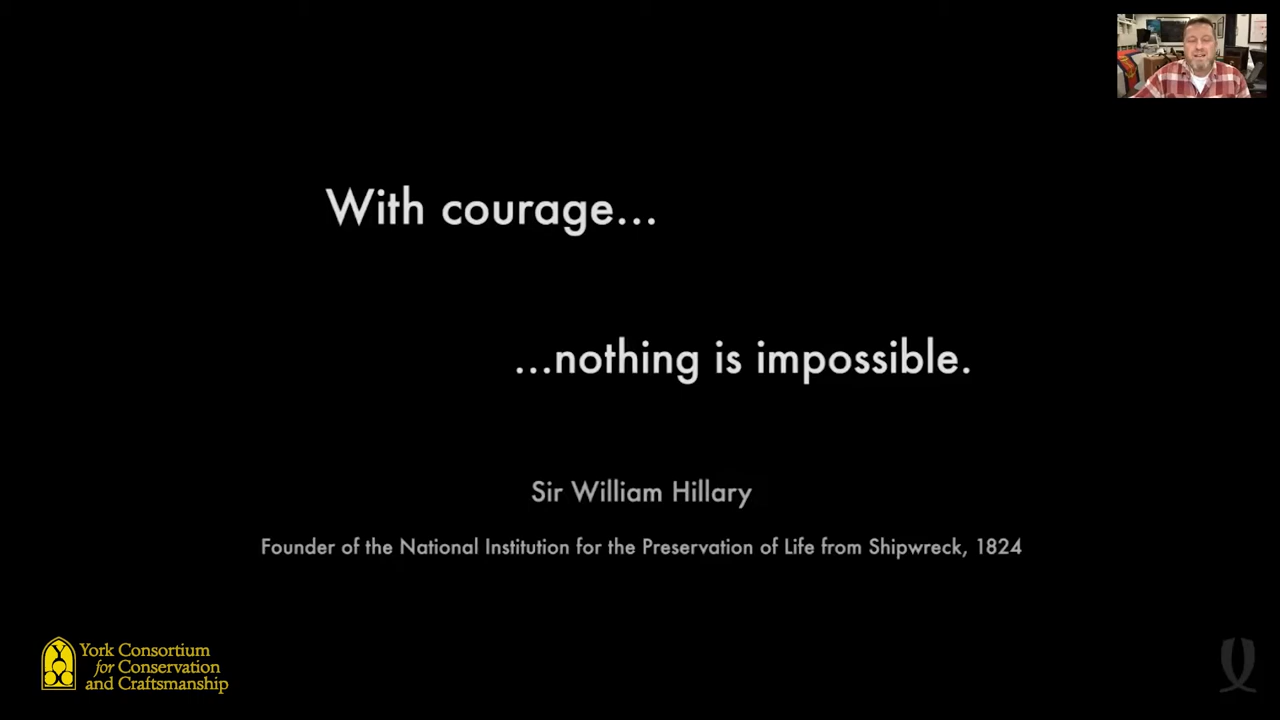 With courage...
...nothing is impossible.
Sir William Hillary
Founder of the National Institution for the Preservation of Life from Shipwreck, 1824
York Consortium
for Conservation
and Craftsmanship